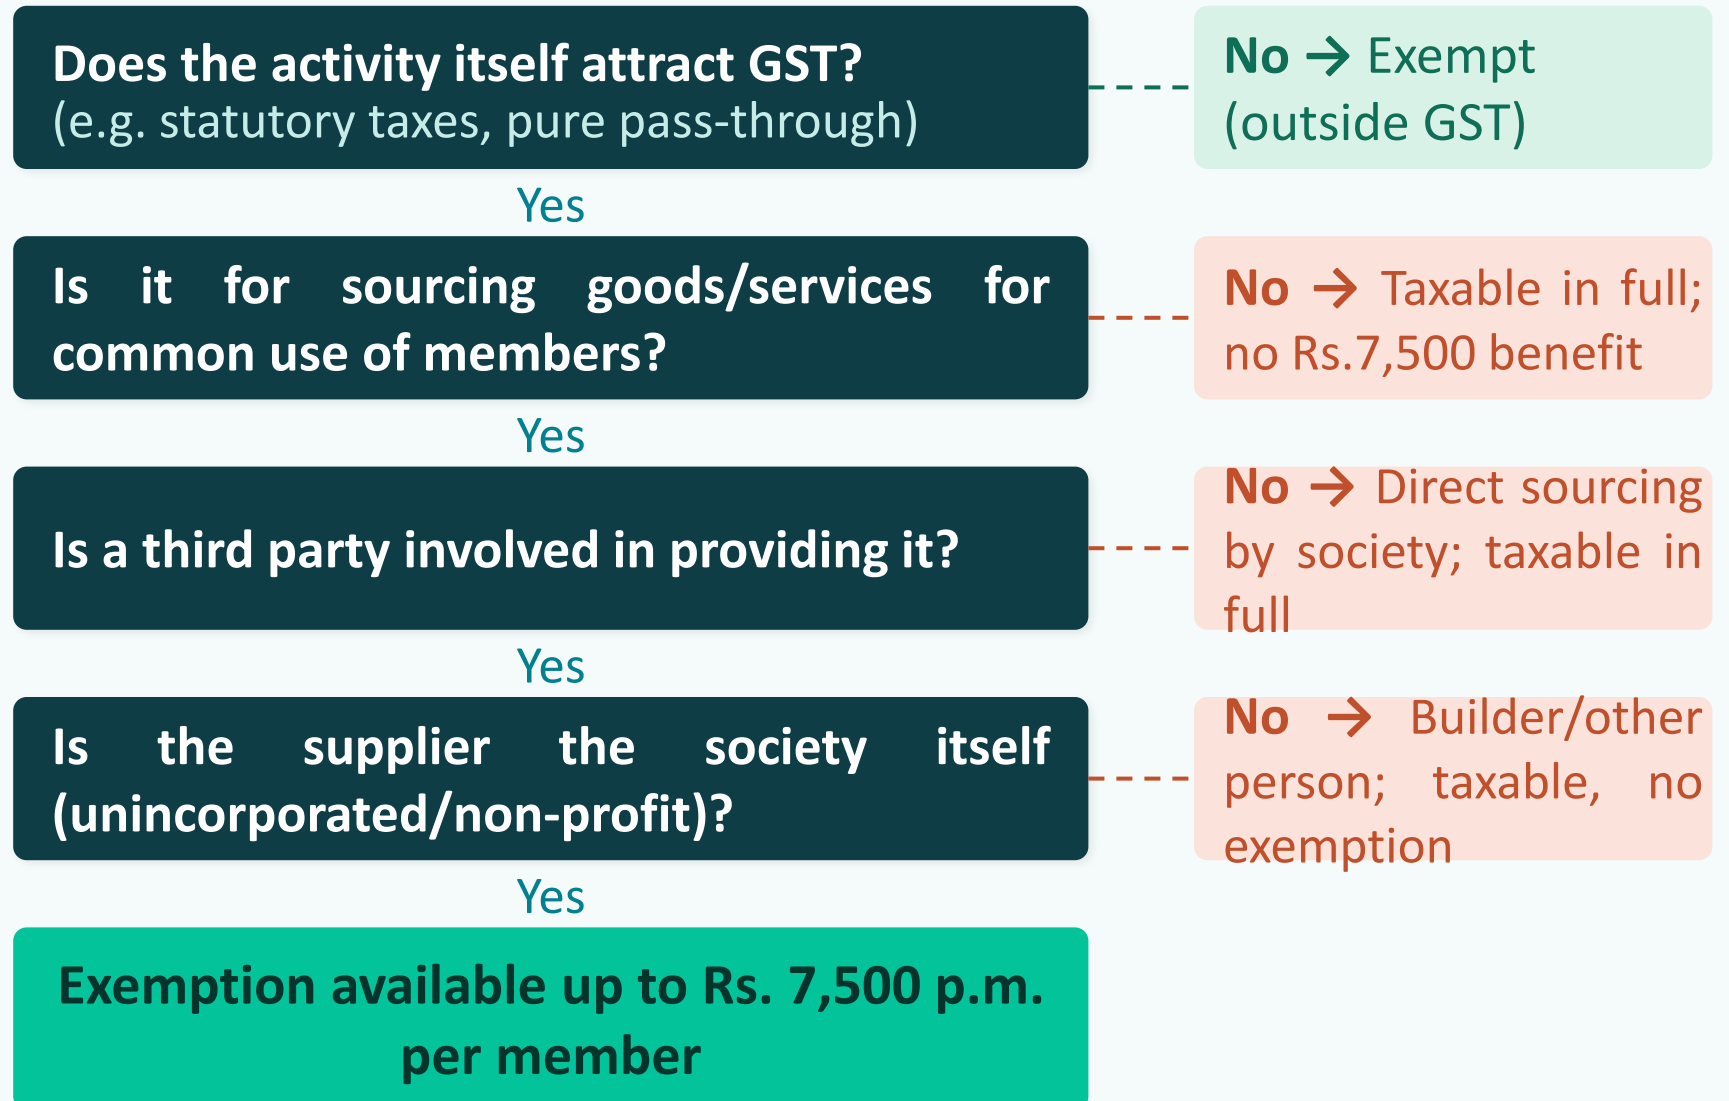 Does the activity itself attract GST?
(e.g. statutory taxes, pure pass-through)
No → Exempt
(outside GST)
Yes
Is it for sourcing goods/services for
common use of members?
No → Taxable in full;
no Rs.7,500 benefit
Yes
Is a third party involved in providing it?
No → Direct sourcing
by society; taxable in
full
Yes
Is the supplier the society itself
(unincorporated/non-profit)?
No → Builder/other
person; taxable, no
exemption
Yes
Exemption available up to Rs. 7,500 p.m.
per member